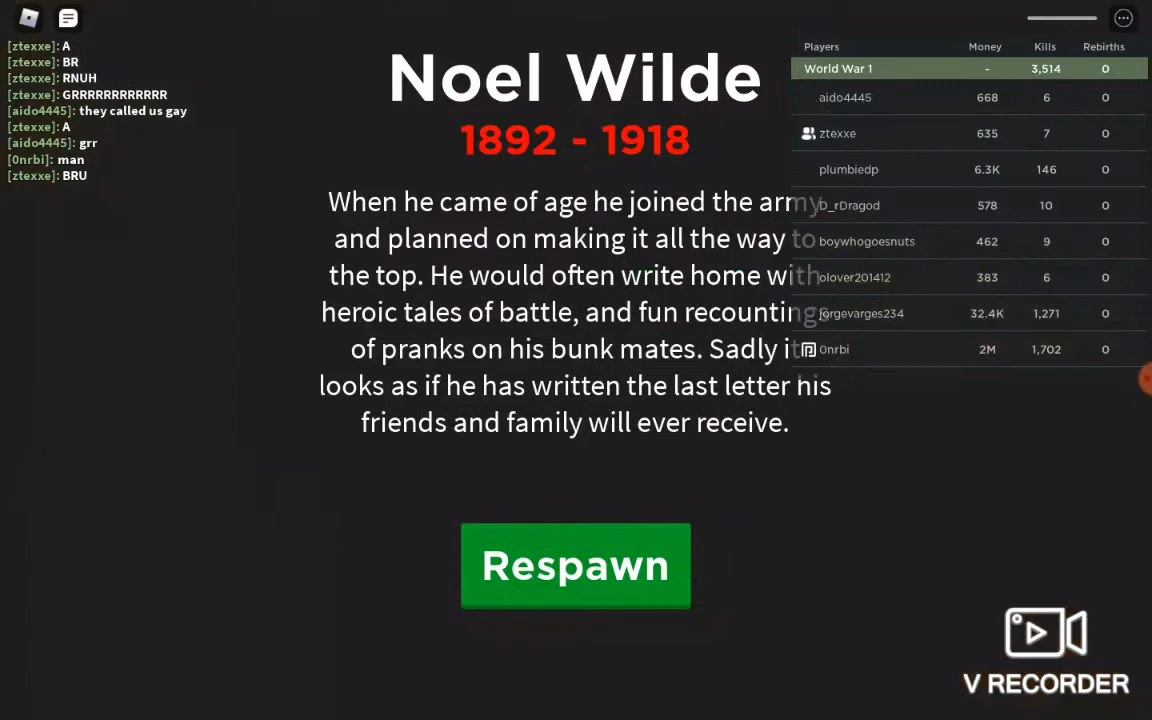 [ztexxe]: A
[ztexxe]: BR
[ztexxe]: RNUH
[ztexxe]: GRRRRRRRRRRRR
[aido4445]: they called us gay
[ztexxe]: A
[aido4445]: grr
[0nrbi]: man
[ztexxe]: BRU
Noel Wilde
1892 - 1918
When he came of age he joined the army
and planned on making it all the way to
the top. He would often write home with
heroic tales of battle, and fun recountings
of pranks on his bunk mates. Sadly it
looks as if he has written the last letter his
friends and family will ever receive.
Respawn
Players Money Kills Rebirths
World War 1 - 3,514 0
aido4445 668 6 0
ztexxe 635 7 0
plumbiedp 6.3K 146 0
D_rDragod 578 10 0
boywhogoesnuts 462 9 0
olover201412 383 6 0
jorgevarges234 32.4K 1,271 0
0nrbi 2M 1,702 0
V RECORDER